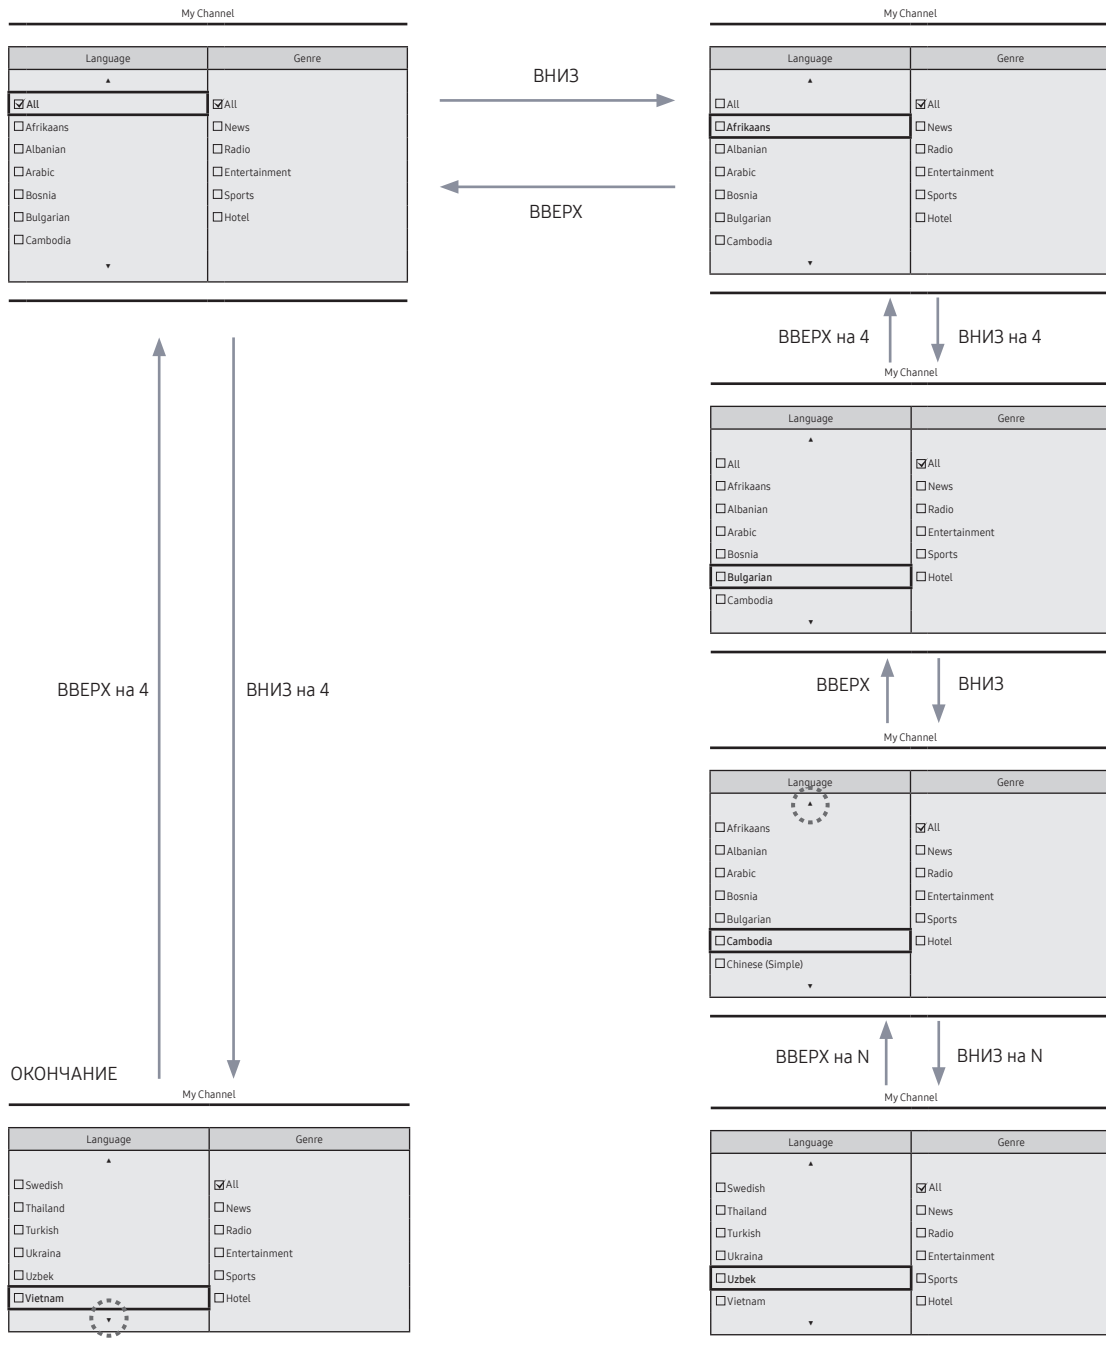 My Channel
Language Genre
▲
All All
Afrikaans News
Albanian Radio
Arabic Entertainment
Bosnia Sports
Bulgarian Hotel
Cambodia
▼
ВНИЗ
ВВЕРХ
My Channel
Language Genre
▲
All All
Afrikaans News
Albanian Radio
Arabic Entertainment
Bosnia Sports
Bulgarian Hotel
Cambodia
▼
ВВЕРХ на 4 ВНИЗ на 4
My Channel
Language Genre
▲
All All
Afrikaans News
Albanian Radio
Arabic Entertainment
Bosnia Sports
Bulgarian Hotel
Cambodia
▼
ВВЕРХ ВНИЗ
My Channel
Language Genre
▲
Afrikaans All
Albanian News
Arabic Radio
Bosnia Entertainment
Bulgarian Sports
Cambodia Hotel
Chinese (Simple)
▼
ВВЕРХ на N ВНИЗ на N
My Channel
Language Genre
▲
Swedish All
Thailand News
Turkish Radio
Ukraina Entertainment
Uzbek Sports
Vietnam Hotel
▼
ВВЕРХ на 4 ВНИЗ на 4
ОКОНЧАНИЕ
My Channel
Language Genre
▲
Swedish All
Thailand News
Turkish Radio
Ukraina Entertainment
Uzbek Sports
Vietnam Hotel
▼